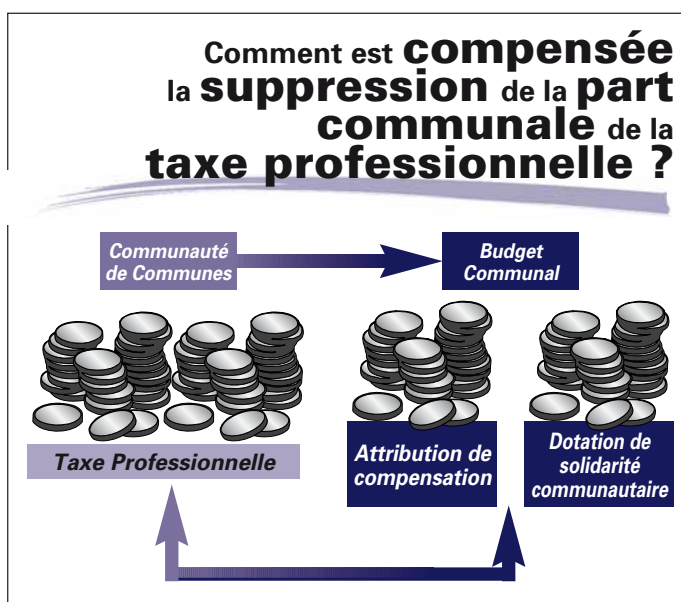 Comment est compensée
la suppression de la part
communale de la
taxe professionnelle ?
Communauté
de Communes
Budget
Communal
Taxe Professionnelle
Attribution de
compensation
Dotation de
solidarité
communautaire